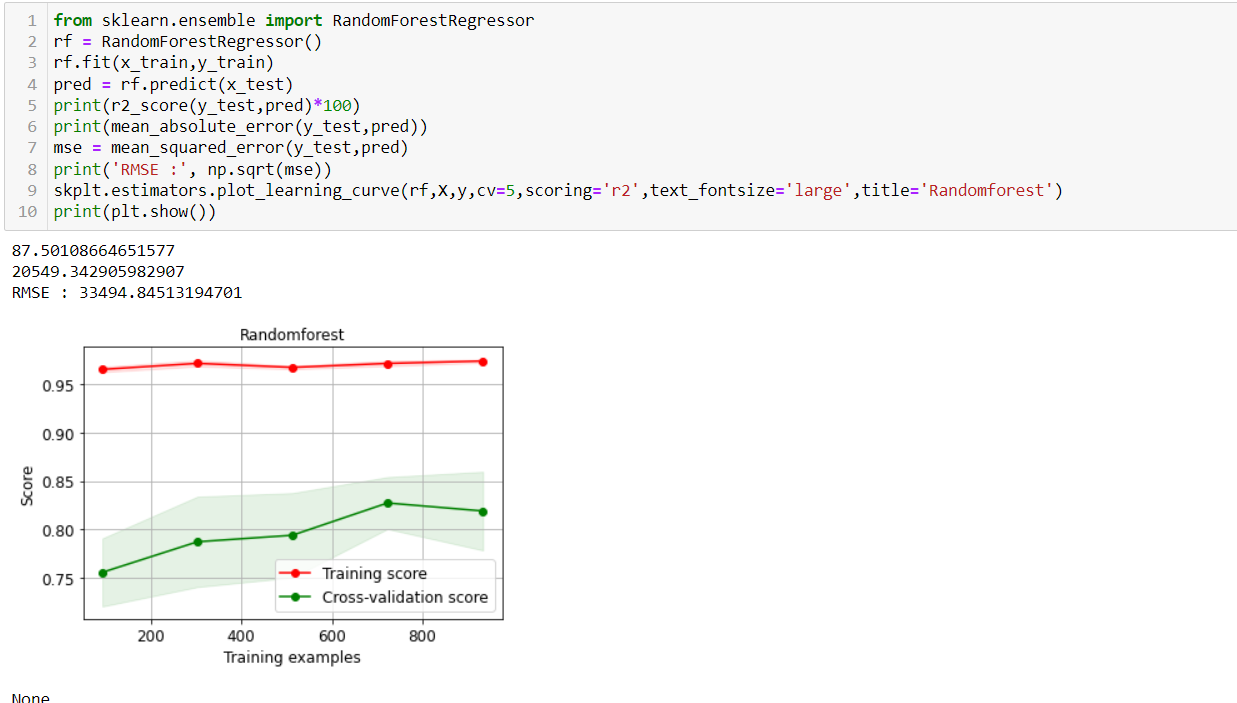 1 from sklearn.ensemble import RandomForestRegressor
2 rf = RandomForestRegressor()
3 rf.fit(x_train,y_train)
4 pred = rf.predict(x_test)
5 print(r2_score(y_test,pred)*100)
6 print(mean_absolute_error(y_test,pred))
7 mse = mean_squared_error(y_test,pred)
8 print('RMSE :', np.sqrt(mse))
9 skplt.estimators.plot_learning_curve(rf,X,y,cv=5,scoring='r2',text_fontsize='large',title='Randomforest')
10 print(plt.show())
87.50108664651577
20549.342905982907
RMSE : 33494.84513194701
Randomforest
0.95
0.90
0.85
0.80
0.75
Score
Training score
Cross-validation score
200 400 600 800
Training examples
None